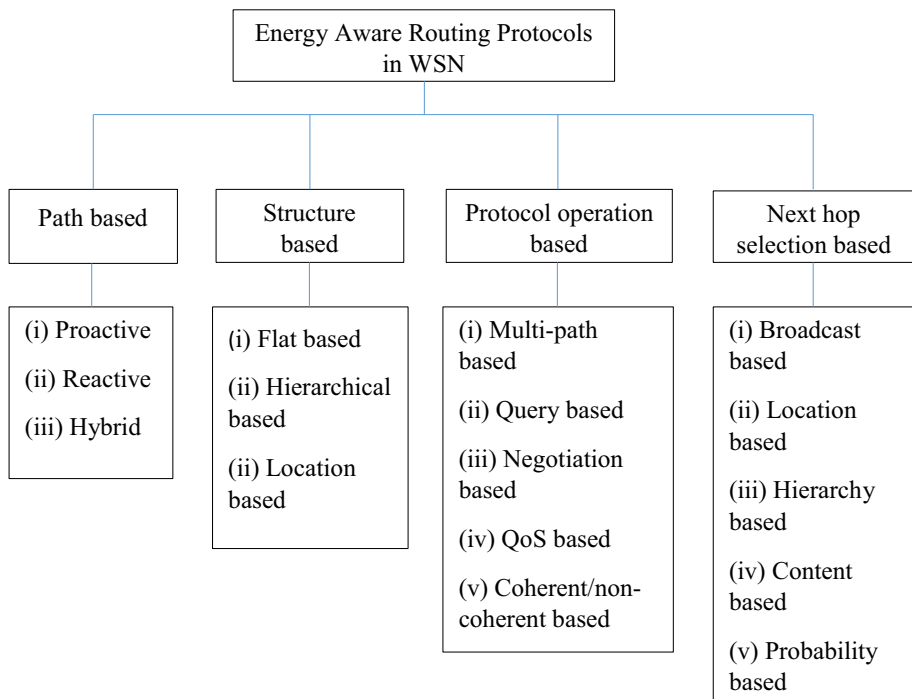 Energy Aware Routing Protocols
in WSN
Path based
Structure
based
Protocol operation
based
Next hop
selection based
(i) Proactive
(ii) Reactive
(iii) Hybrid
(i) Flat based
(ii) Hierarchical
based
(ii) Location
based
(i) Multi-path
based
(ii) Query based
(iii) Negotiation
based
(iv) QoS based
(v) Coherent/non-
coherent based
(i) Broadcast
based
(ii) Location
based
(iii) Hierarchy
based
(iv) Content
based
(v) Probability
based